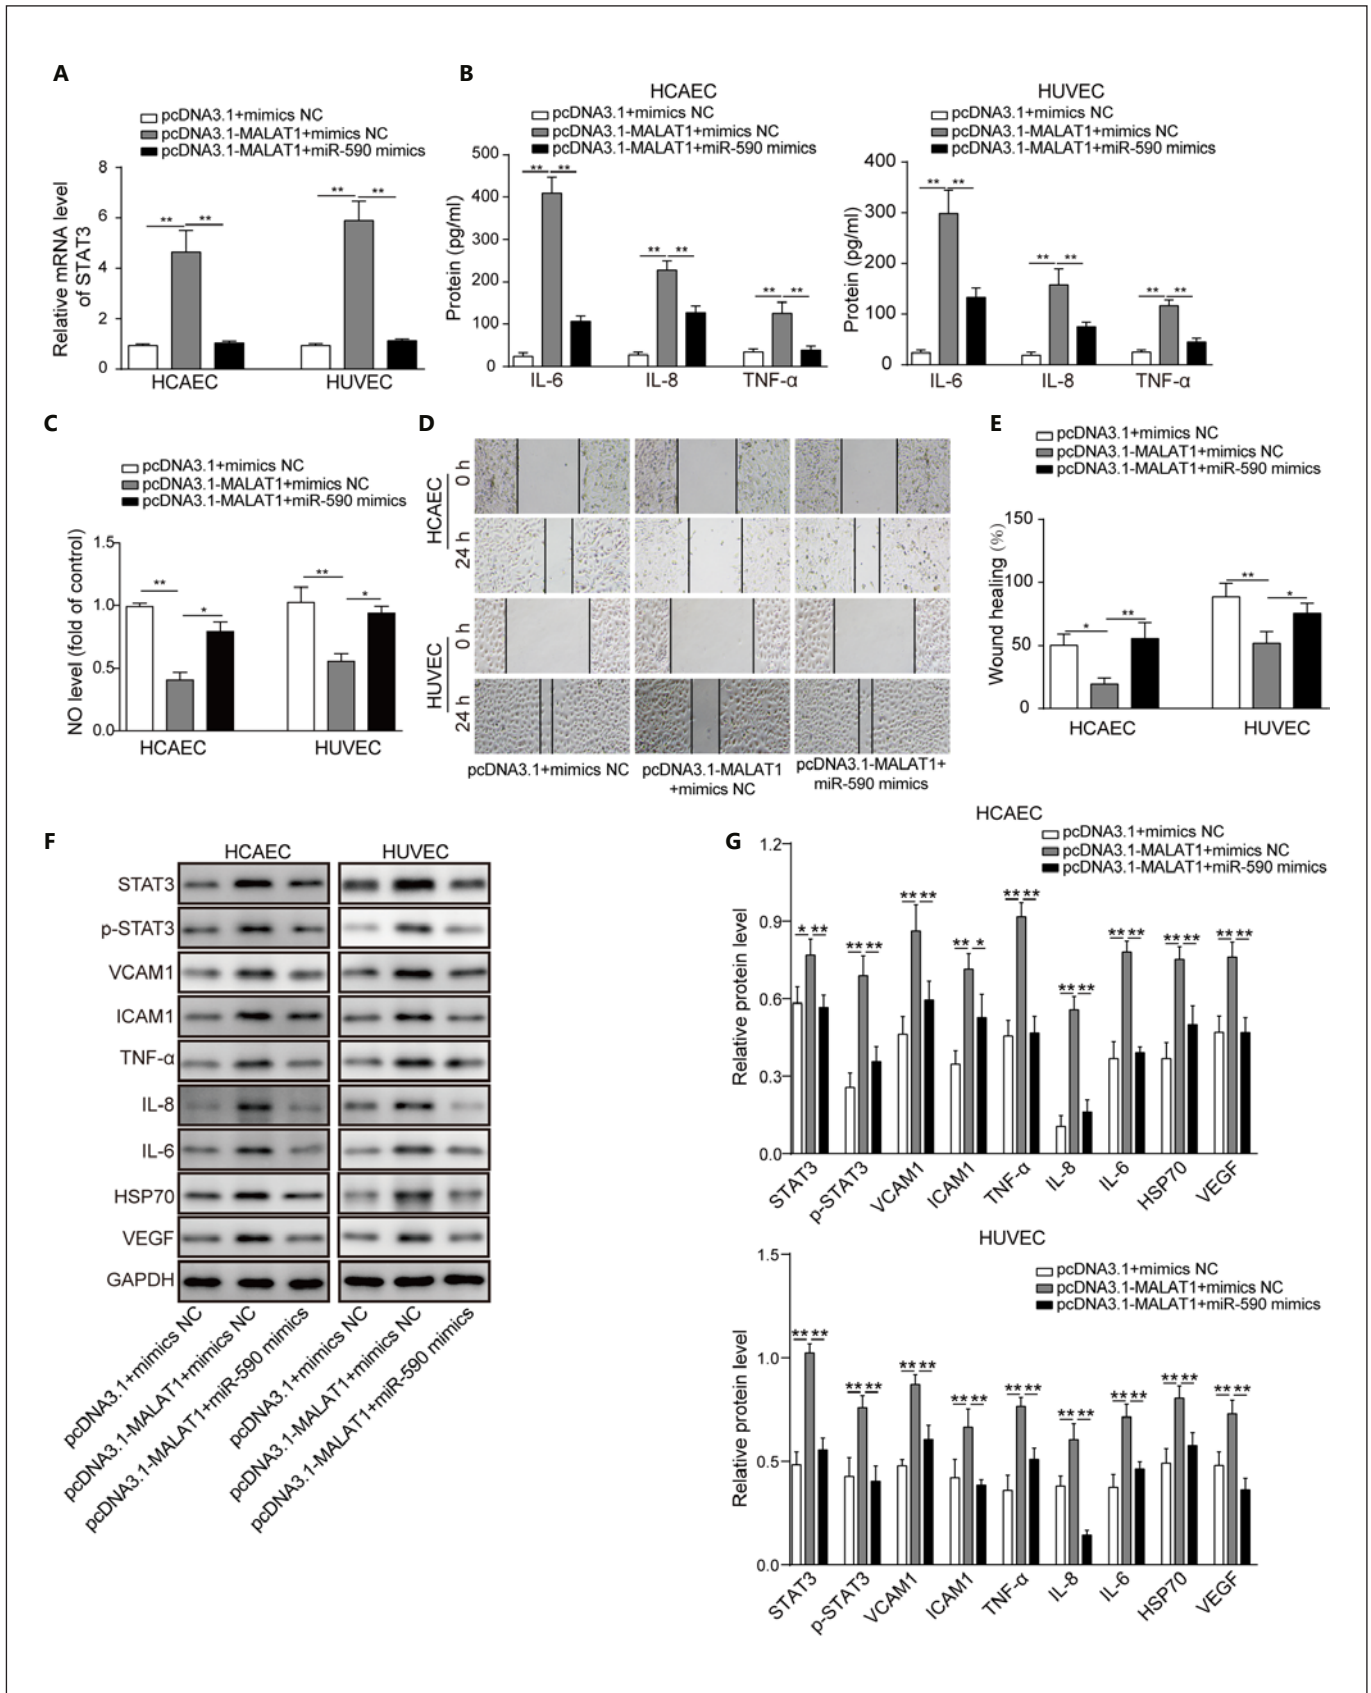 A
pcDNA3.1+mimics NC
pcDNA3.1-MALAT1+mimics NC
pcDNA3.1-MALAT1+miR-590 mimics
Relative mRNA level
of STAT3
8
6
4
2
0
** **
** **
HCAEC HUVEC
B
HCAEC
pcDNA3.1+mimics NC
pcDNA3.1-MALAT1+mimics NC
pcDNA3.1-MALAT1+miR-590 mimics
Protein (pg/ml)
500
400
300
200
100
0
** **
** **
** **
IL-6 IL-8 TNF-α
HUVEC
pcDNA3.1+mimics NC
pcDNA3.1-MALAT1+mimics NC
pcDNA3.1-MALAT1+miR-590 mimics
Protein (pg/ml)
400
300
200
100
0
** **
** **
** **
IL-6 IL-8 TNF-α
C
pcDNA3.1+mimics NC
pcDNA3.1-MALAT1+mimics NC
pcDNA3.1-MALAT1+miR-590 mimics
NO level (fold of control)
1.5
1.0
0.5
0.0
** *
** *
HCAEC HUVEC
D
HCAEC
0 h
24 h
HUVEC
0 h
24 h
pcDNA3.1+mimics NC
pcDNA3.1-MALAT1
+mimics NC
pcDNA3.1-MALAT1+
miR-590 mimics
E
pcDNA3.1+mimics NC
pcDNA3.1-MALAT1+mimics NC
pcDNA3.1-MALAT1+miR-590 mimics
Wound healing (%)
150
100
50
0
* **
** *
HCAEC HUVEC
F
HCAEC HUVEC
STAT3
p-STAT3
VCAM1
ICAM1
TNF-α
IL-8
IL-6
HSP70
VEGF
GAPDH
pcDNA3.1+mimics NC
pcDNA3.1-MALAT1+mimics NC
pcDNA3.1-MALAT1+miR-590 mimics
pcDNA3.1+mimics NC
pcDNA3.1-MALAT1+mimics NC
pcDNA3.1-MALAT1+miR-590 mimics
G
HCAEC
pcDNA3.1+mimics NC
pcDNA3.1-MALAT1+mimics NC
pcDNA3.1-MALAT1+miR-590 mimics
Relative protein level
1.2
0.9
0.6
0.3
0.0
* **
** **
** **
** *
** **
** **
** **
** **
** **
STAT3 p-STAT3 VCAM1 ICAM1 TNF-α IL-8 IL-6 HSP70 VEGF
HUVEC
pcDNA3.1+mimics NC
pcDNA3.1-MALAT1+mimics NC
pcDNA3.1-MALAT1+miR-590 mimics
Relative protein level
1.5
1.0
0.5
0.0
** **
** **
** **
** **
** **
** **
** **
** **
** **
STAT3 p-STAT3 VCAM1 ICAM1 TNF-α IL-8 IL-6 HSP70 VEGF